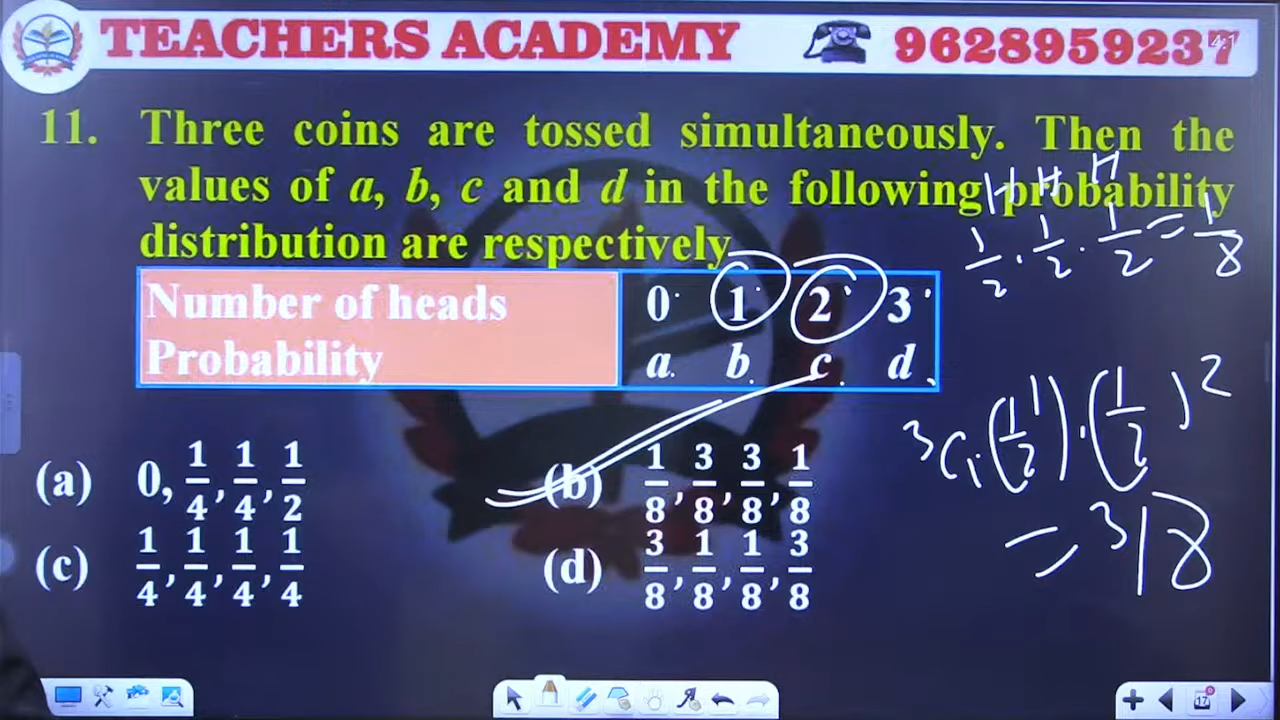 TEACHERS ACADEMY 9628959237
11. Three coins are tossed simultaneously. Then the
values of a, b, c and d in the following probability
distribution are respectively
Number of heads 0 1 2 3
Probability a b c d
(a) 0, 1/4, 1/4, 1/2
(b) 1/8, 3/8, 3/8, 1/8
(c) 1/4, 1/4, 1/4, 1/4
(d) 3/8, 1/8, 1/8, 3/8
H H H
1/2 · 1/2 · 1/2 = 1/8
³C₁ (1/2)¹ · (1/2)²
= 3/8
17